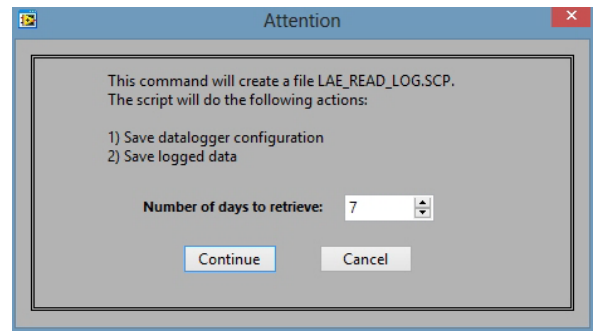 Attention
This command will create a file LAE_READ_LOG.SCP.
The script will do the following actions:
1) Save datalogger configuration
2) Save logged data
Number of days to retrieve: 7
Continue Cancel